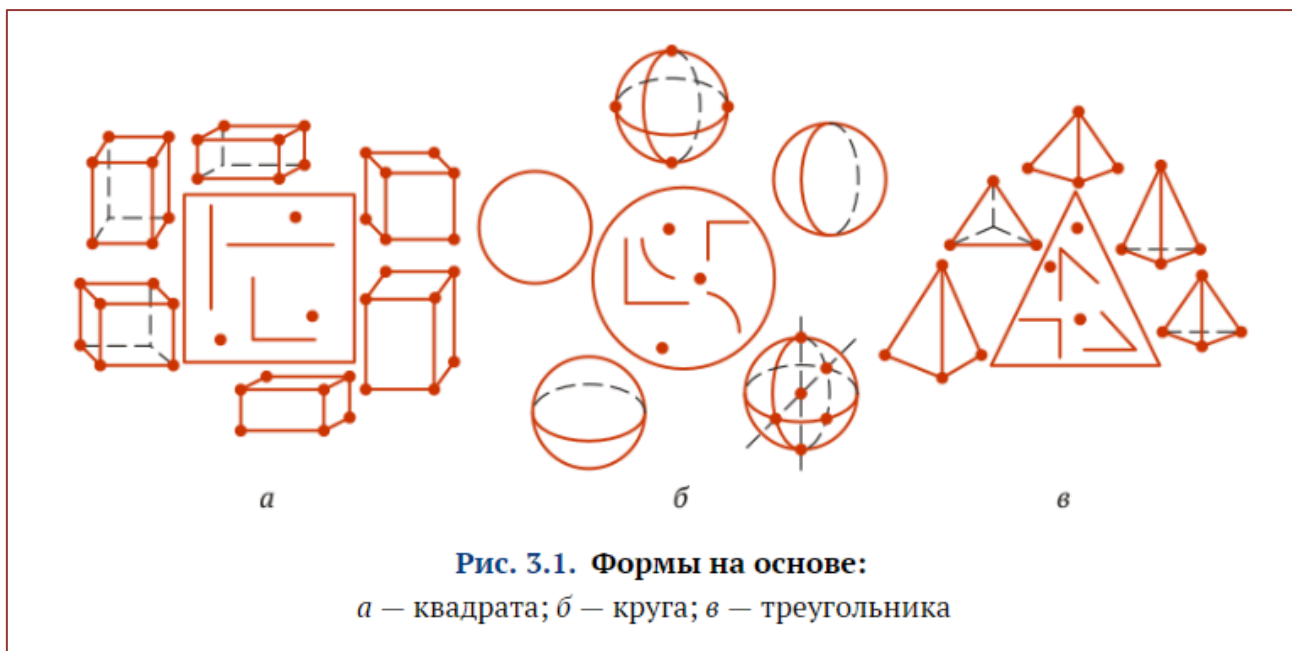 а б в
Рис. 3.1. Формы на основе:
а — квадрата; б — круга; в — треугольника